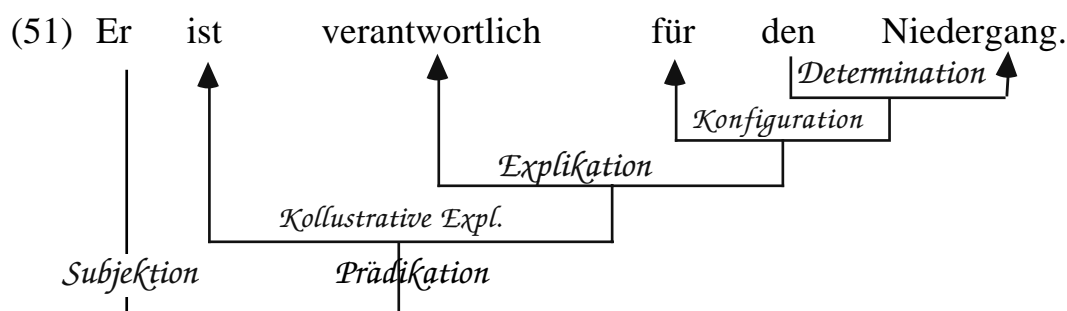 (51) Er ist verantwortlich für den Niedergang.
Determination
Konfiguration
Explikation
Kollustrative Expl.
Subjektion Prädikation